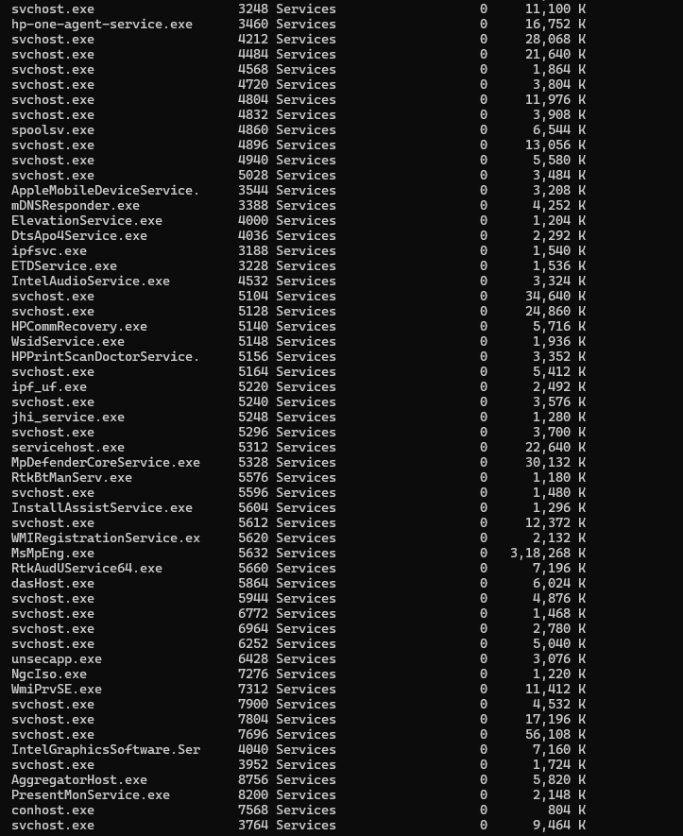 svchost.exe 3248 Services 0 11,100 K
hp-one-agent-service.exe 3460 Services 0 16,752 K
svchost.exe 4212 Services 0 28,068 K
svchost.exe 4484 Services 0 21,640 K
svchost.exe 4568 Services 0 1,864 K
svchost.exe 4720 Services 0 3,804 K
svchost.exe 4804 Services 0 11,976 K
svchost.exe 4832 Services 0 3,908 K
spoolsv.exe 4860 Services 0 6,544 K
svchost.exe 4896 Services 0 13,056 K
svchost.exe 4940 Services 0 5,580 K
svchost.exe 5028 Services 0 3,484 K
AppleMobileDeviceService. 3544 Services 0 3,208 K
mDNSResponder.exe 3388 Services 0 4,252 K
ElevationService.exe 4000 Services 0 1,204 K
DtsApo4Service.exe 4036 Services 0 2,292 K
ipfsvc.exe 3188 Services 0 1,540 K
ETDService.exe 3228 Services 0 1,536 K
IntelAudioService.exe 4532 Services 0 3,324 K
svchost.exe 5104 Services 0 34,640 K
svchost.exe 5128 Services 0 24,860 K
HPCommRecovery.exe 5140 Services 0 5,716 K
WsidService.exe 5148 Services 0 1,936 K
HPPrintScanDoctorService. 5156 Services 0 3,352 K
svchost.exe 5164 Services 0 5,412 K
ipf_uf.exe 5220 Services 0 2,492 K
svchost.exe 5240 Services 0 3,576 K
jhi_service.exe 5248 Services 0 1,280 K
svchost.exe 5296 Services 0 3,700 K
servicehost.exe 5312 Services 0 22,640 K
MpDefenderCoreService.exe 5328 Services 0 30,132 K
RtkBtManServ.exe 5576 Services 0 1,180 K
svchost.exe 5596 Services 0 1,480 K
InstallAssistService.exe 5604 Services 0 1,296 K
svchost.exe 5612 Services 0 12,372 K
WMIRegistrationService.ex 5620 Services 0 2,132 K
MsMpEng.exe 5632 Services 0 3,18,268 K
RtkAudUService64.exe 5660 Services 0 7,196 K
dasHost.exe 5864 Services 0 6,024 K
svchost.exe 5944 Services 0 4,876 K
svchost.exe 6772 Services 0 1,468 K
svchost.exe 6964 Services 0 2,780 K
svchost.exe 6252 Services 0 5,040 K
unsecapp.exe 6428 Services 0 3,076 K
NgcIso.exe 7276 Services 0 1,220 K
WmiPrvSE.exe 7312 Services 0 11,412 K
svchost.exe 7900 Services 0 4,532 K
svchost.exe 7804 Services 0 17,196 K
svchost.exe 7696 Services 0 56,108 K
IntelGraphicsSoftware.Ser 4040 Services 0 7,160 K
svchost.exe 3952 Services 0 1,724 K
AggregatorHost.exe 8756 Services 0 5,820 K
PresentMonService.exe 8200 Services 0 2,148 K
conhost.exe 7568 Services 0 804 K
svchost.exe 3764 Services 0 9,464 K